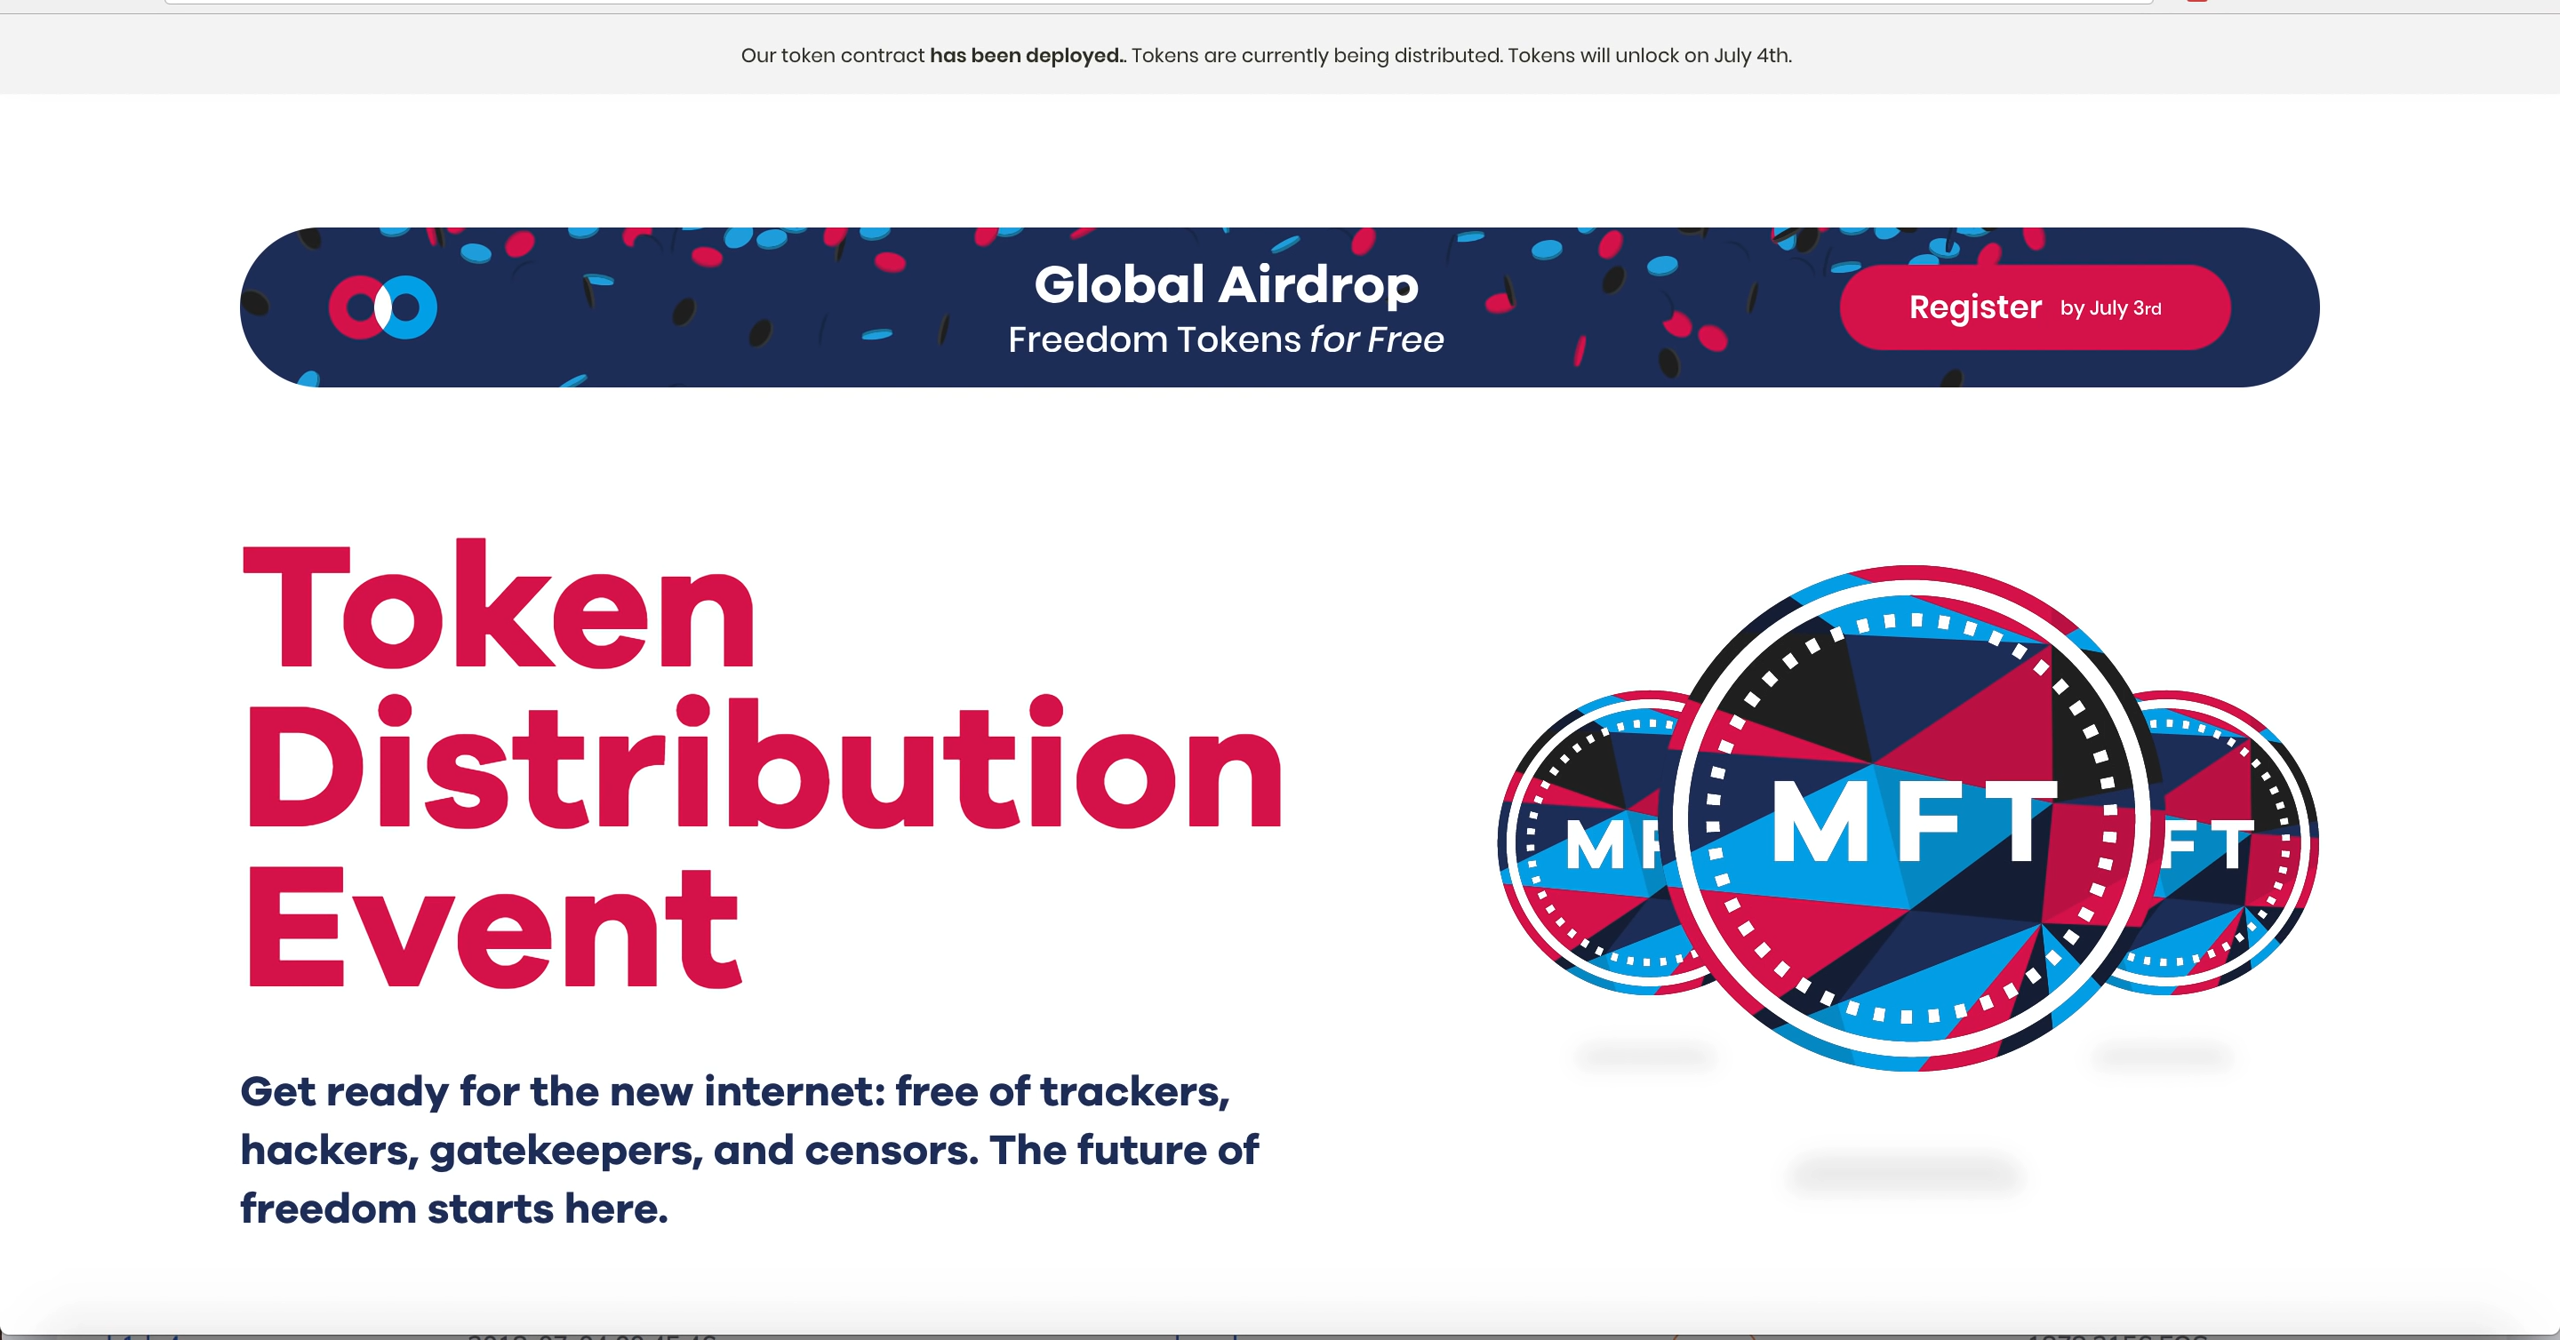 Our token contract has been deployed.. Tokens are currently being distributed. Tokens will unlock on July 4th.
Global Airdrop
Freedom Tokens for Free
Register by July 3rd
Token
Distribution
Event
MFT
Get ready for the new internet: free of trackers,
hackers, gatekeepers, and censors. The future of
freedom starts here.